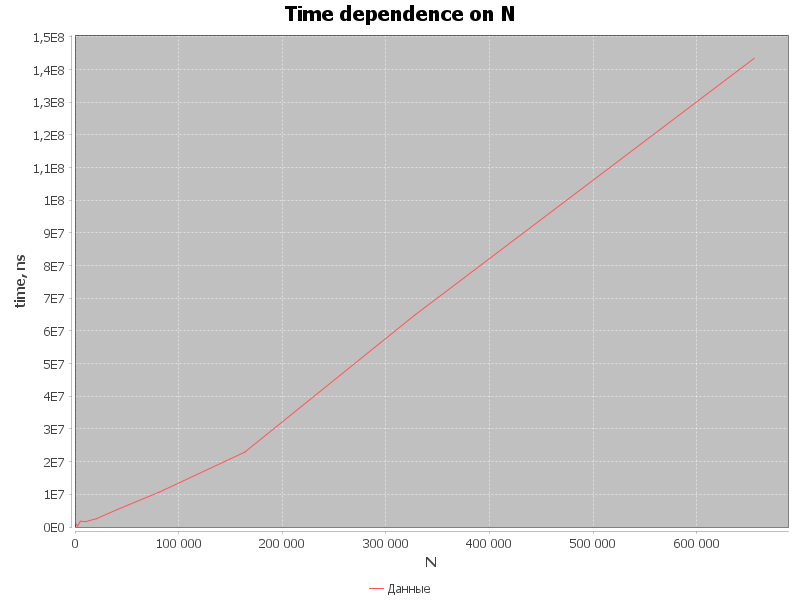 Time dependence on N
1,5E8
1,4E8
1,3E8
1,2E8
1,1E8
1E8
9E7
8E7
7E7
6E7
5E7
4E7
3E7
2E7
1E7
0E0
time, ns
0 100 000 200 000 300 000 400 000 500 000 600 000
N
Данные